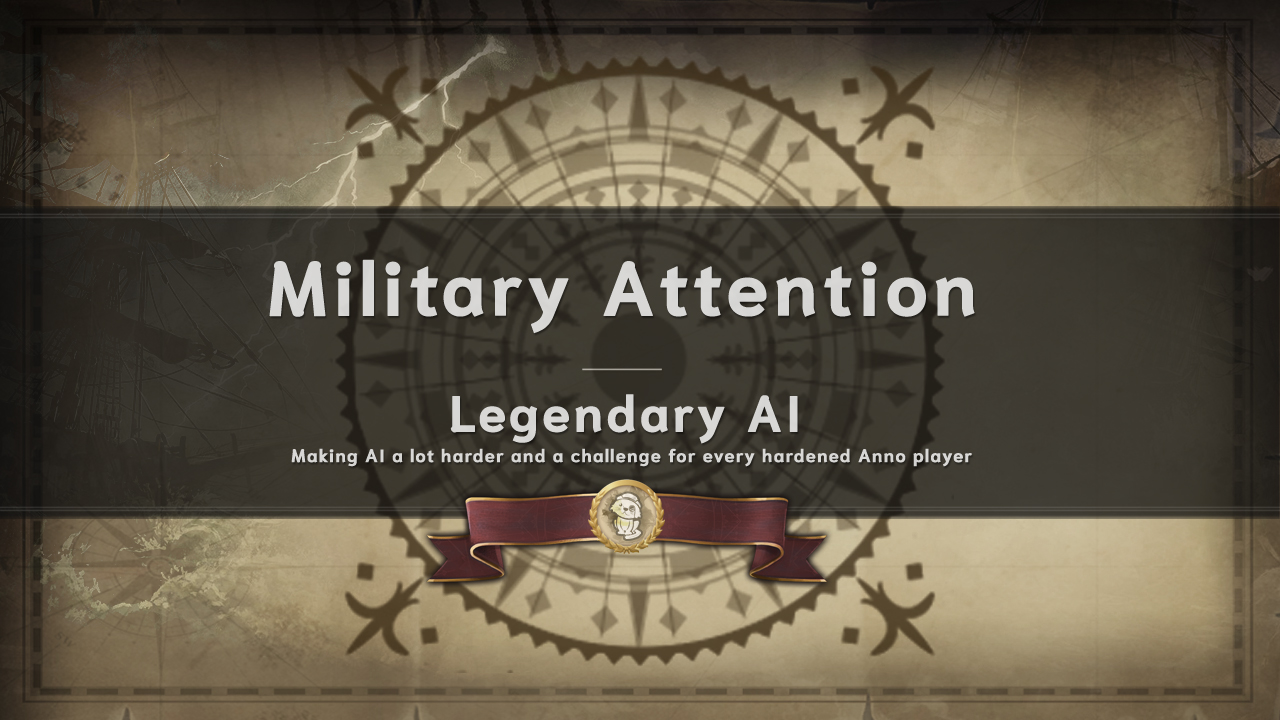 Military Attention
Legendary AI
Making AI a lot harder and a challenge for every hardened Anno player